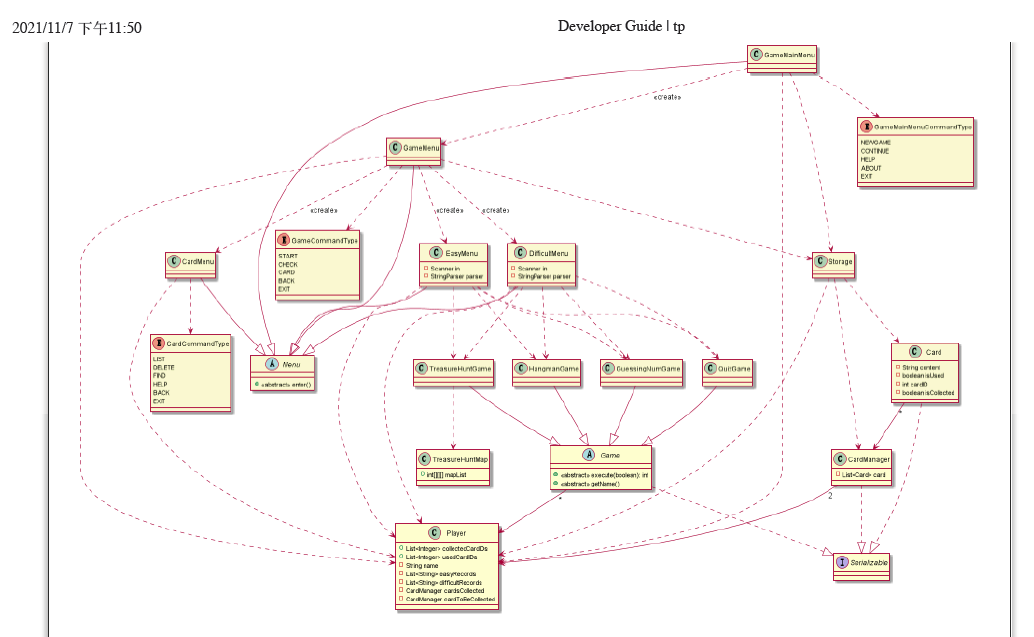 2021/11/7 下午11:50
Developer Guide | tp
C GameMainMenu
«create»
E GameMainMenuCommandType
NEWGAME
CONTINUE
HELP
ABOUT
EXIT
C GameMenu
«create»
«create»
«create»
C CardMenu
E GameCommandType
START
CHECK
CARD
BACK
EXIT
C EasyMenu
Scanner in
StringParser parser
C DifficultMenu
Scanner in
StringParser parser
C Storage
E CardCommandType
LIST
DELETE
FIND
HELP
BACK
EXIT
A Menu
«abstract» enter()
C TreasureHuntGame
C HangmanGame
C GuessingNumGame
C QuitGame
C Card
String content
boolean isUsed
int cardID
boolean isCollected
*
C TreasureHuntMap
int[][][] mapList
A Game
«abstract» execute(boolean): int
«abstract» getName()
*
C CardManager
List<Card> card
2
C Player
List<Integer> collectedCardIDs
List<Integer> usedCardIDs
String name
List<String> easyRecords
List<String> difficultRecords
CardManager cardsCollected
CardManager cardToBeCollected
I Serializable